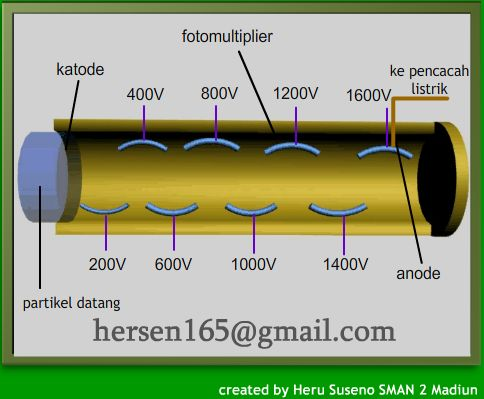 fotomultiplier
katode
ke pencacah
listrik
400V
800V
1200V
1600V
200V
600V
1000V
1400V
anode
partikel datang
hersen165@gmail.com
created by Heru Suseno SMAN 2 Madiun